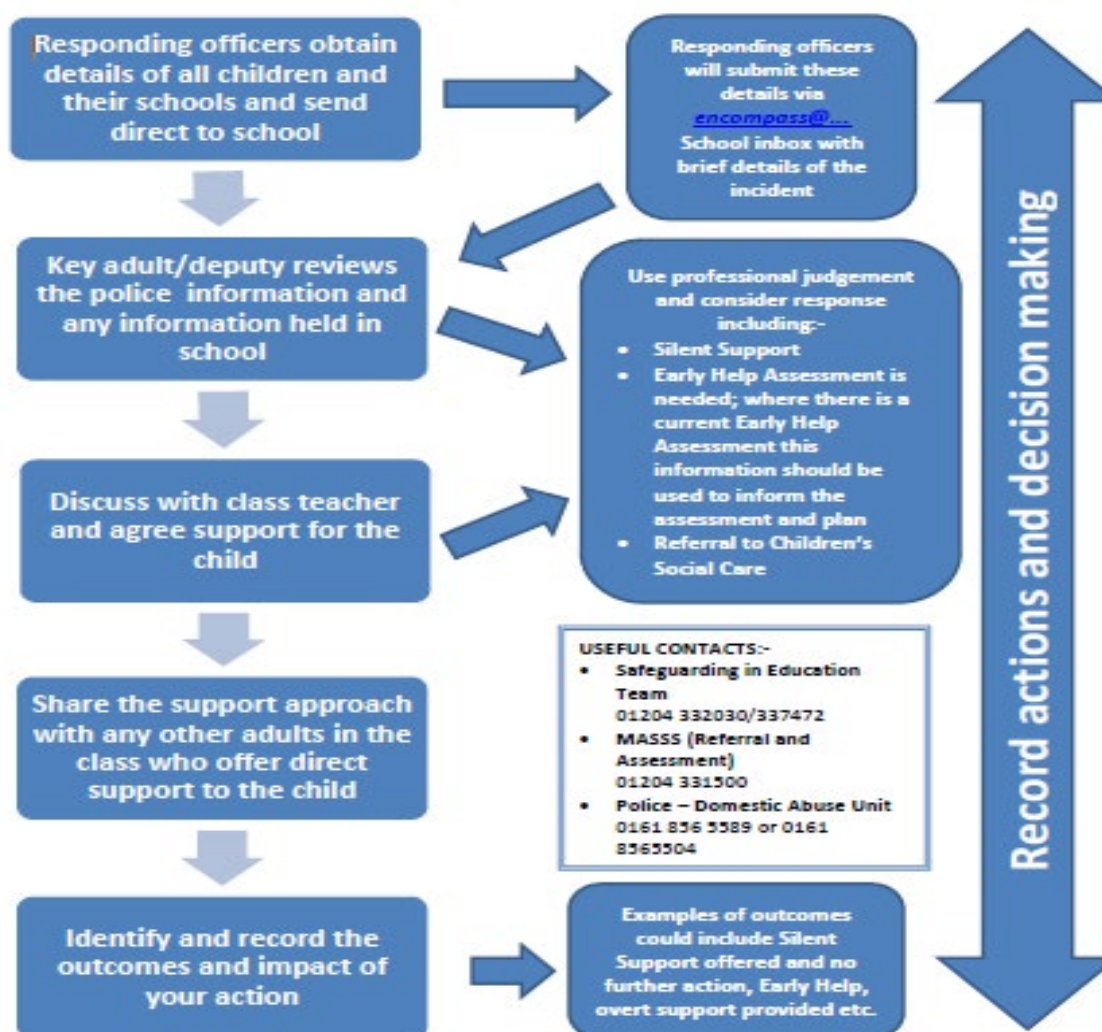 Responding officers obtain
details of all children and
their schools and send
direct to school
Responding officers
will submit these
details via
encompass@...
School inbox with
brief details of the
incident
Key adult/deputy reviews
the police information and
any information held in
school
Use professional judgement
and consider response
including:-
• Silent Support
• Early Help Assessment is
needed; where there is a
current Early Help
Assessment this
information should be
used to inform the
assessment and plan
• Referral to Children's
Social Care
Discuss with class teacher
and agree support for the
child
Share the support approach
with any other adults in the
class who offer direct
support to the child
USEFUL CONTACTS:-
• Safeguarding in Education
Team
01204 332030/337472
• MASSS (Referral and
Assessment)
01204 331500
• Police – Domestic Abuse Unit
0161 856 5589 or 0161
8565504
Identify and record the
outcomes and impact of
your action
Examples of outcomes
could include Silent
Support offered and no
further action, Early Help,
overt support provided etc.
Record actions and decision making